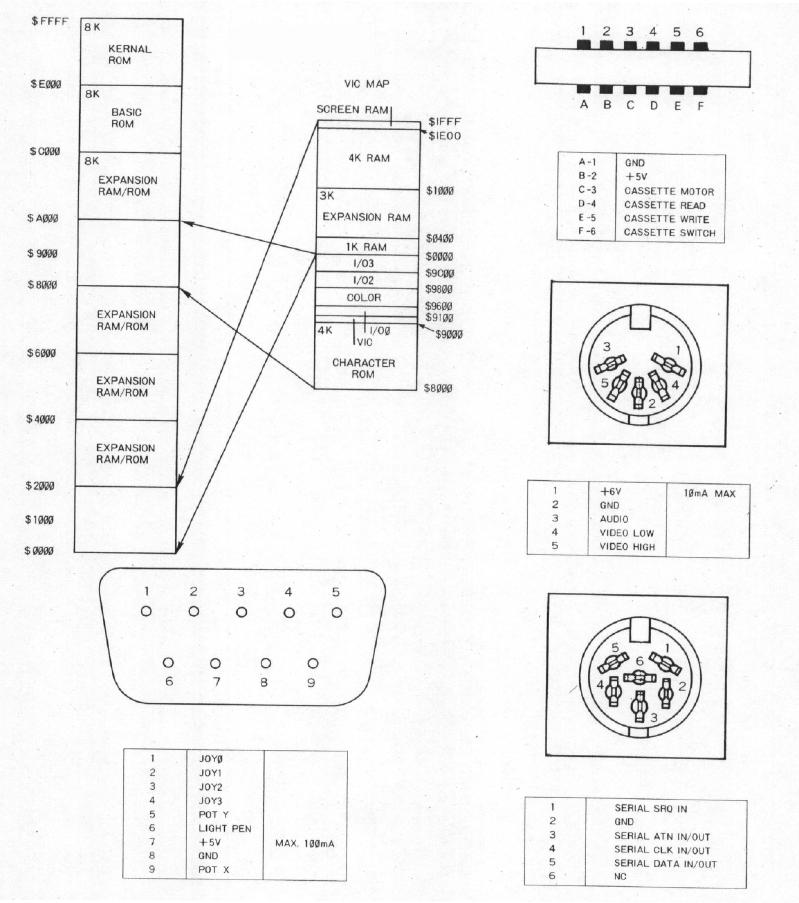 $FFFF
8K
KERNAL
ROM
$E000
8K
BASIC
ROM
$C000
8K
EXPANSION
RAM/ROM
$A000
$9000
$8000
EXPANSION
RAM/ROM
$6000
EXPANSION
RAM/ROM
$4000
EXPANSION
RAM/ROM
$2000
$1000
$0000
VIC MAP
SCREEN RAM
$1FFF
$1E00
4K RAM
$1000
3K
EXPANSION RAM
$0400
1K RAM
$0000
I/O3
$9C00
I/O2
$9800
COLOR
$9600
$9100
4K
I/O0
$9000
VIC
CHARACTER
ROM
$8000
1 2 3 4 5 6
A B C D E F
A-1 GND
B-2 +5V
C-3 CASSETTE MOTOR
D-4 CASSETTE READ
E-5 CASSETTE WRITE
F-6 CASSETTE SWITCH
3 1
5 4
2
1 +6V 10mA MAX
2 GND
3 AUDIO
4 VIDEO LOW
5 VIDEO HIGH
1 2 3 4 5
6 7 8 9
1 JOY0
2 JOY1
3 JOY2
4 JOY3
5 POT Y
6 LIGHT PEN
7 +5V MAX. 100mA
8 GND
9 POT X
5 1
6
4 2
3
1 SERIAL SRQ IN
2 GND
3 SERIAL ATN IN/OUT
4 SERIAL CLK IN/OUT
5 SERIAL DATA IN/OUT
6 NC